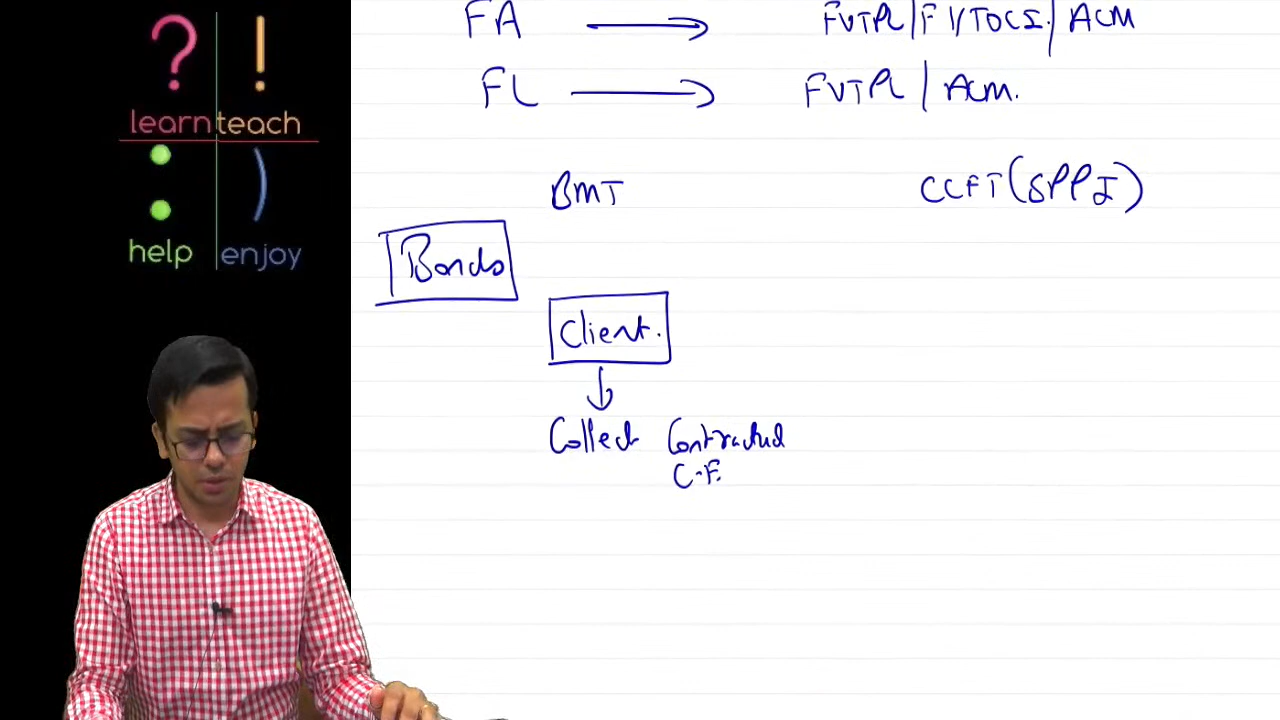 ?
!
learn teach
:
)
help enjoy
FA → FVTPL/FVTOCI/ACM
FL → FVTPL/ACM.
BMT CCFT(SPPI)
Bonds
Client.
Collect Contracted
C.F.